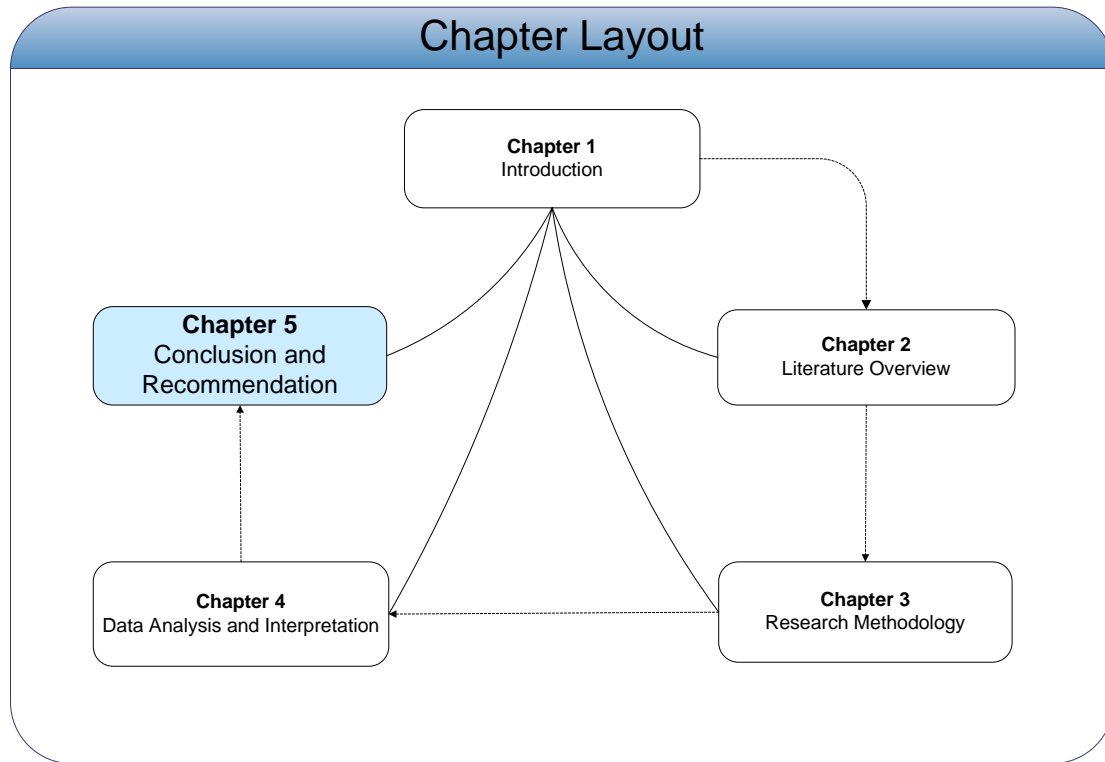 Chapter Layout
Chapter 1
Introduction
Chapter 5
Conclusion and
Recommendation
Chapter 2
Literature Overview
Chapter 4
Data Analysis and Interpretation
Chapter 3
Research Methodology